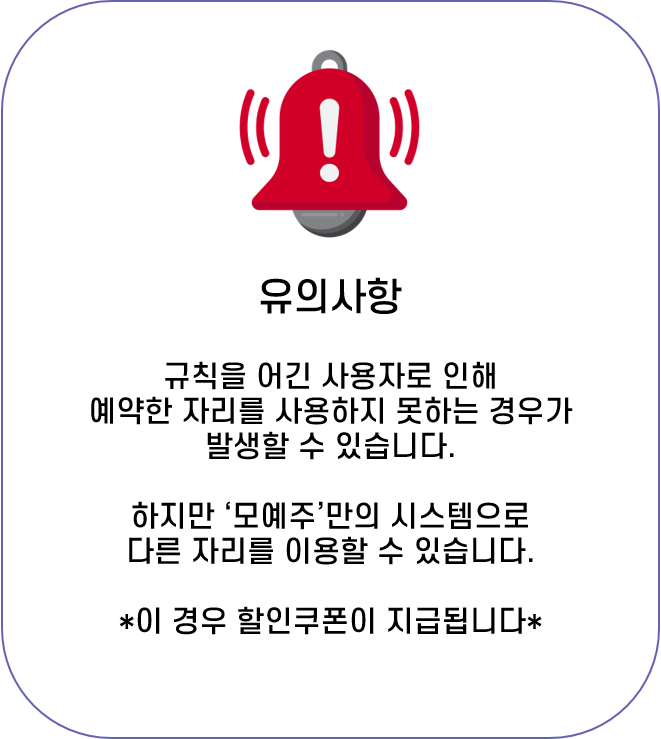 유의사항
규칙을 어긴 사용자로 인해
예약한 자리를 사용하지 못하는 경우가
발생할 수 있습니다.
하지만 ‘모예주’만의 시스템으로
다른 자리를 이용할 수 있습니다.
*이 경우 할인쿠폰이 지급됩니다*